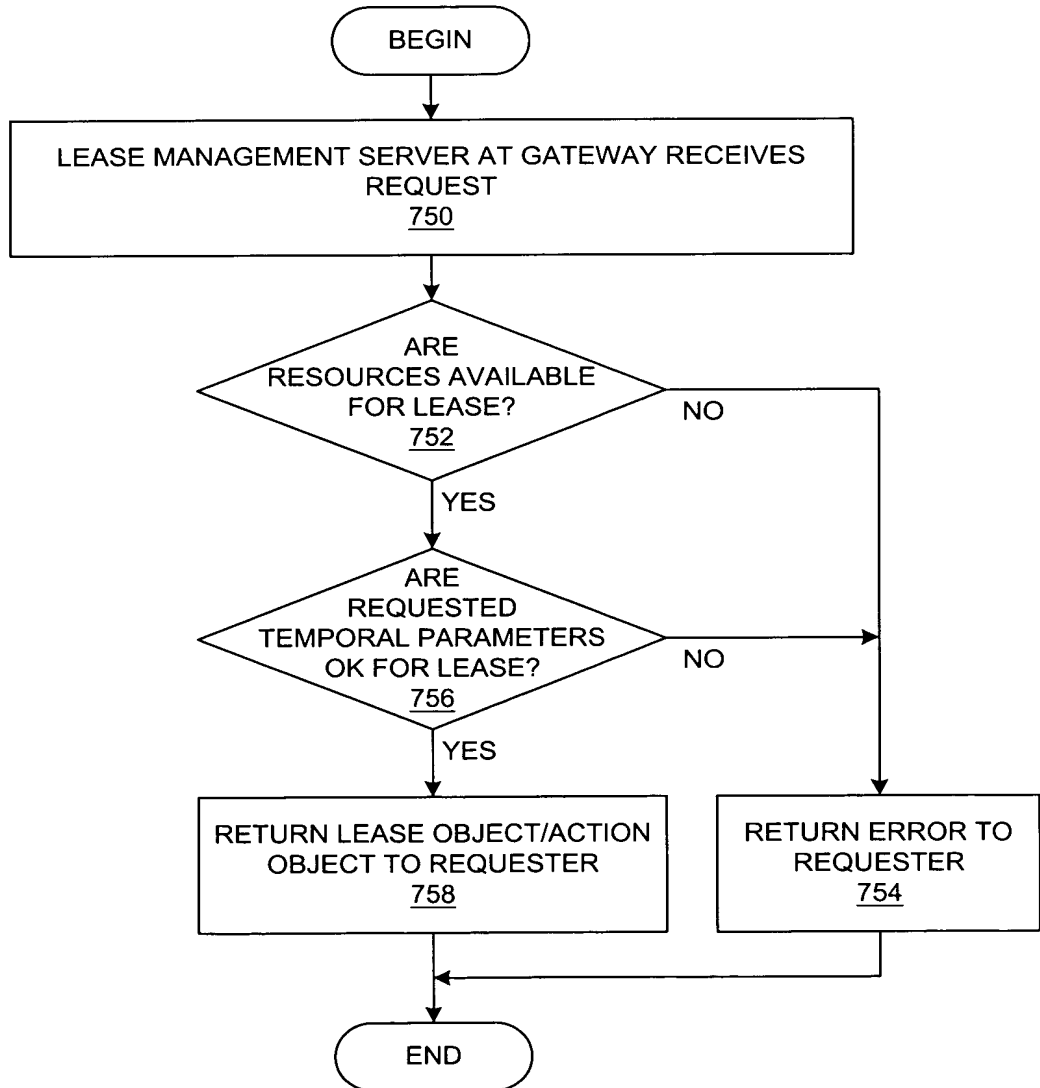 BEGIN
LEASE MANAGEMENT SERVER AT GATEWAY RECEIVES
REQUEST
750
ARE
RESOURCES AVAILABLE
FOR LEASE?
752
NO
YES
ARE
REQUESTED
TEMPORAL PARAMETERS
OK FOR LEASE?
756
NO
YES
RETURN LEASE OBJECT/ACTION
OBJECT TO REQUESTER
758
RETURN ERROR TO
REQUESTER
754
END